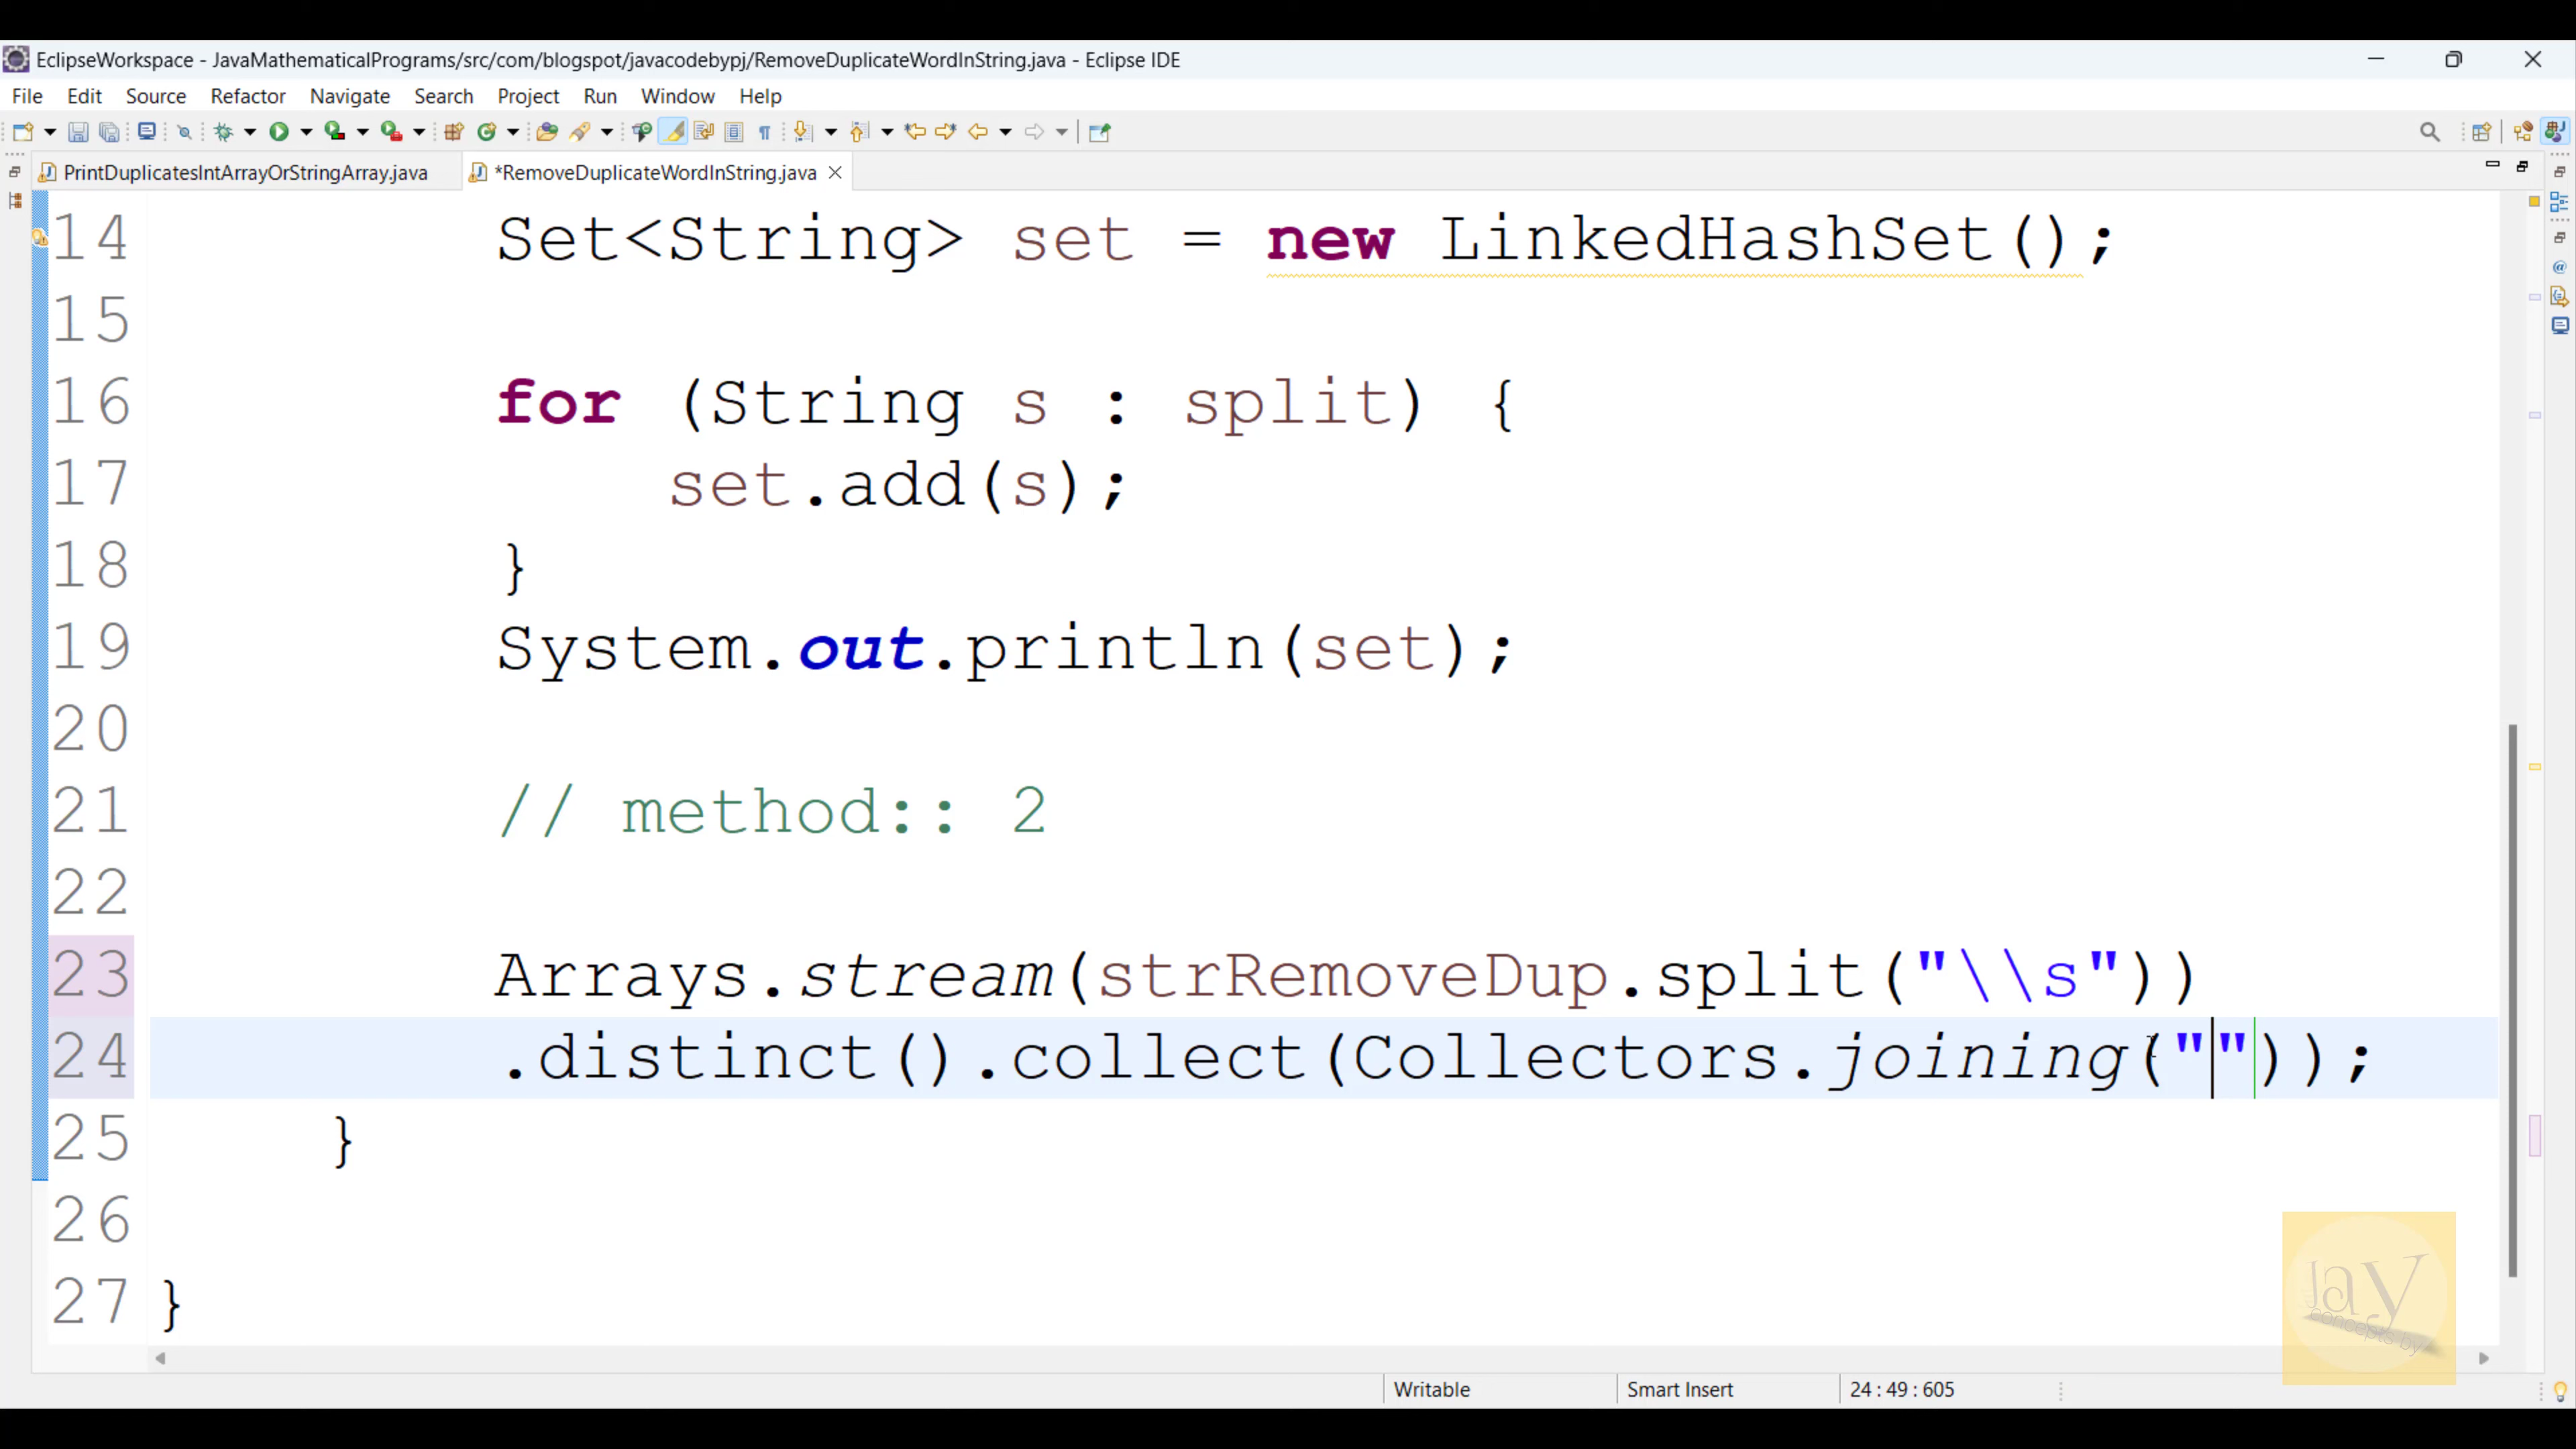 EclipseWorkspace - JavaMathematicalPrograms/src/com/blogspot/javacodebypj/RemoveDuplicateWordInString.java - Eclipse IDE
File Edit Source Refactor Navigate Search Project Run Window Help
PrintDuplicatesIntArrayOrStringArray.java *RemoveDuplicateWordInString.java
14 Set<String> set = new LinkedHashSet();
15
16 for (String s : split) {
17 set.add(s);
18 }
19 System.out.println(set);
20
21 // method:: 2
22
23 Arrays.stream(strRemoveDup.split("\\s"))
24 .distinct().collect(Collectors.joining(""));
25 }
26
27 }
Jay
concepts by
Writable Smart Insert 24 : 49 : 605